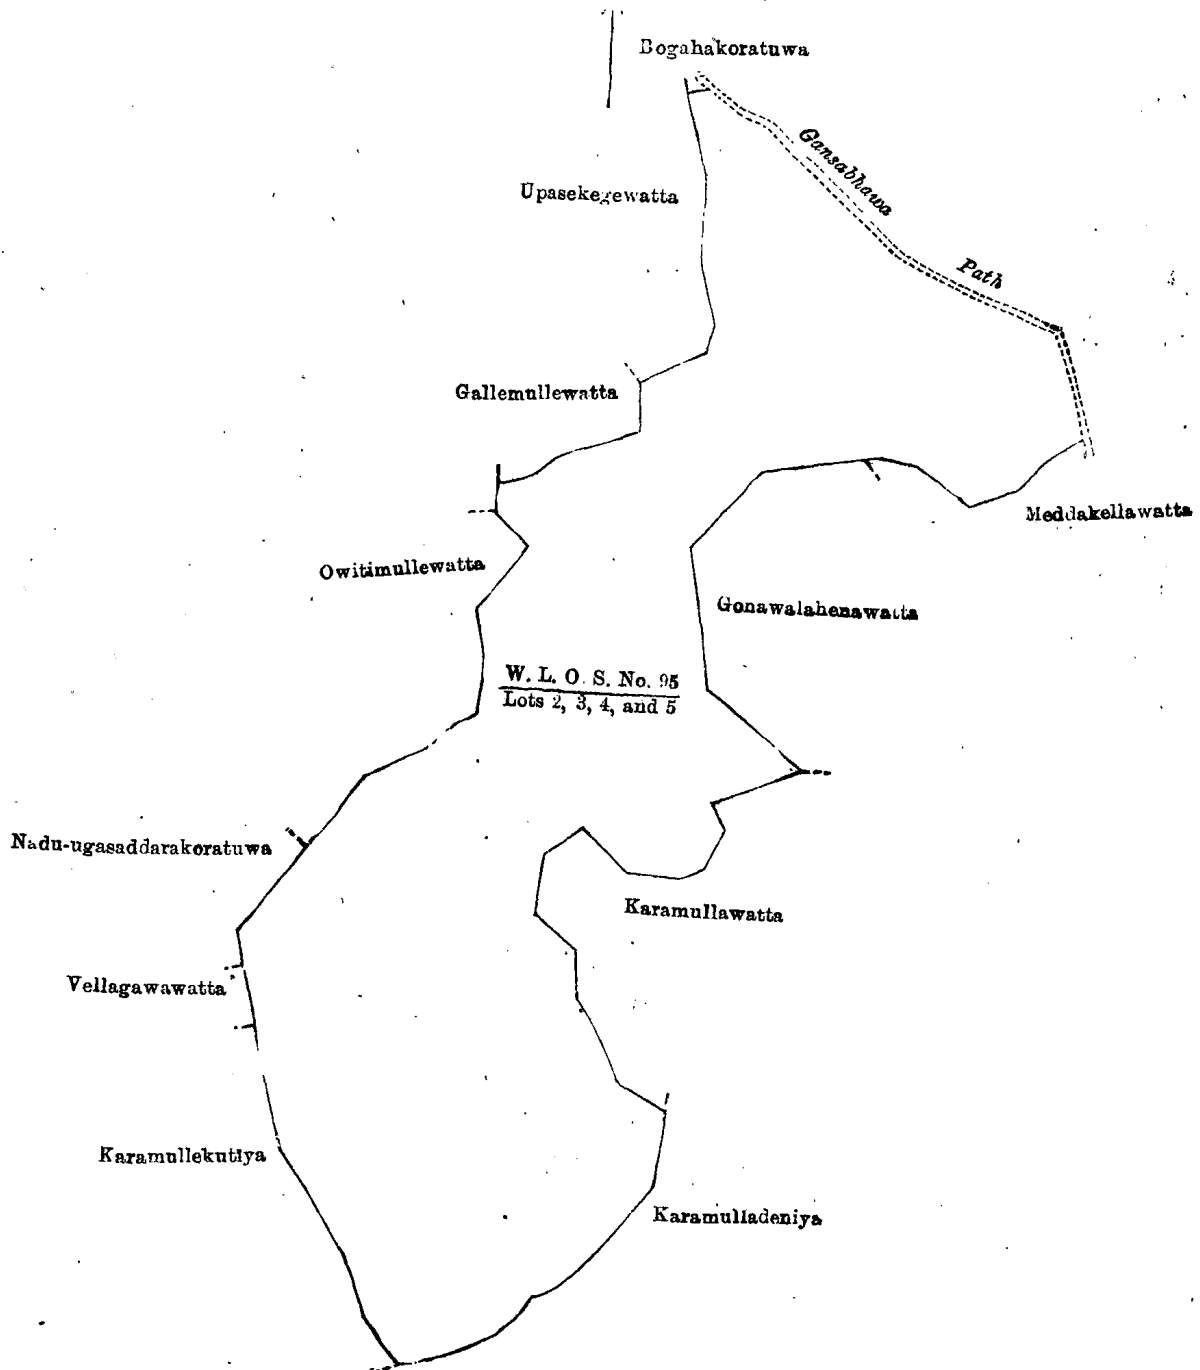 Bogahakoratuwa
Gansabhawa
Path
Upasekegewatta
Gallemullewatta
Meddakellawatta
Owitimullewatta
Gonawalahenawatta
W. L. O. S. No. 95
Lots 2, 3, 4, and 5
Nadu-ugasaddarakoratuwa
Karamullawatta
Vellagawawatta
Karamullekutiya
Karamulladeniya